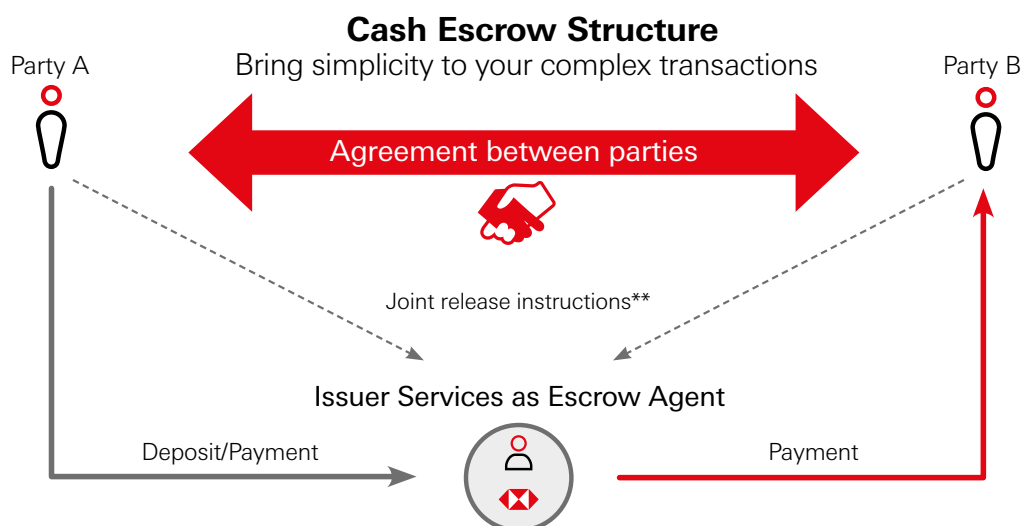 Cash Escrow Structure
Bring simplicity to your complex transactions
Party A
Party B
Agreement between parties
Joint release instructions**
Issuer Services as Escrow Agent
Deposit/Payment
Payment